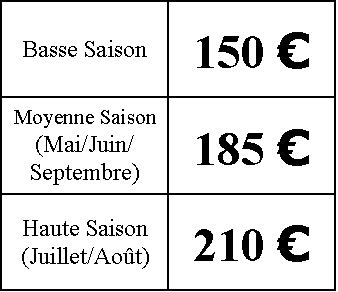 Basse Saison
150 €
Moyenne Saison
(Mai/Juin/
Septembre)
185 €
Haute Saison
(Juillet/Août)
210 €